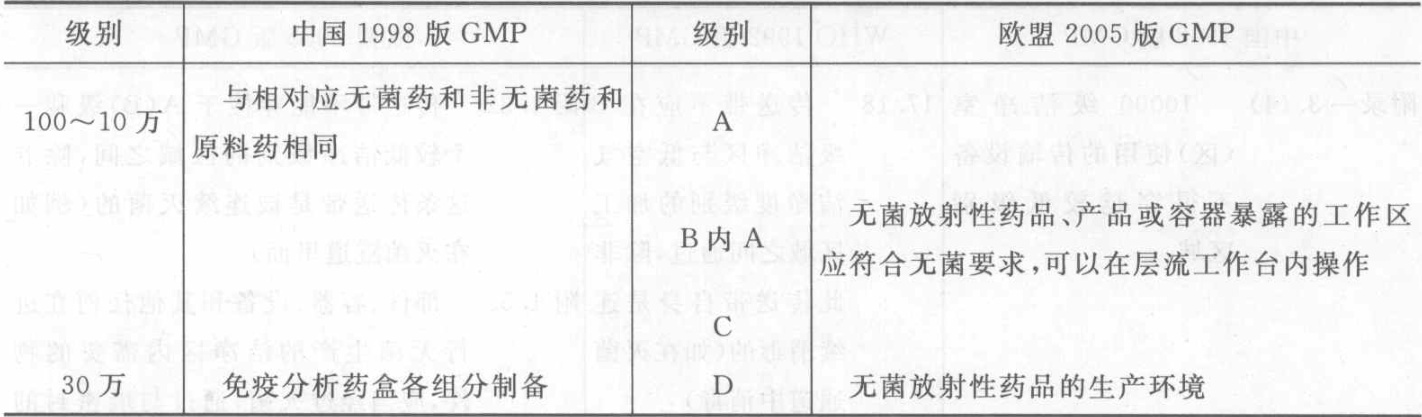 级别 中国 1998 版 GMP 级别 欧盟 2005 版 GMP
100～10 万 与相对应无菌药和非无菌药和
原料药相同
A
B 内 A 无菌放射性药品、产品或容器暴露的工作区
应符合无菌要求,可以在层流工作台内操作
C
30 万 免疫分析药盒各组分制备 D 无菌放射性药品的生产环境